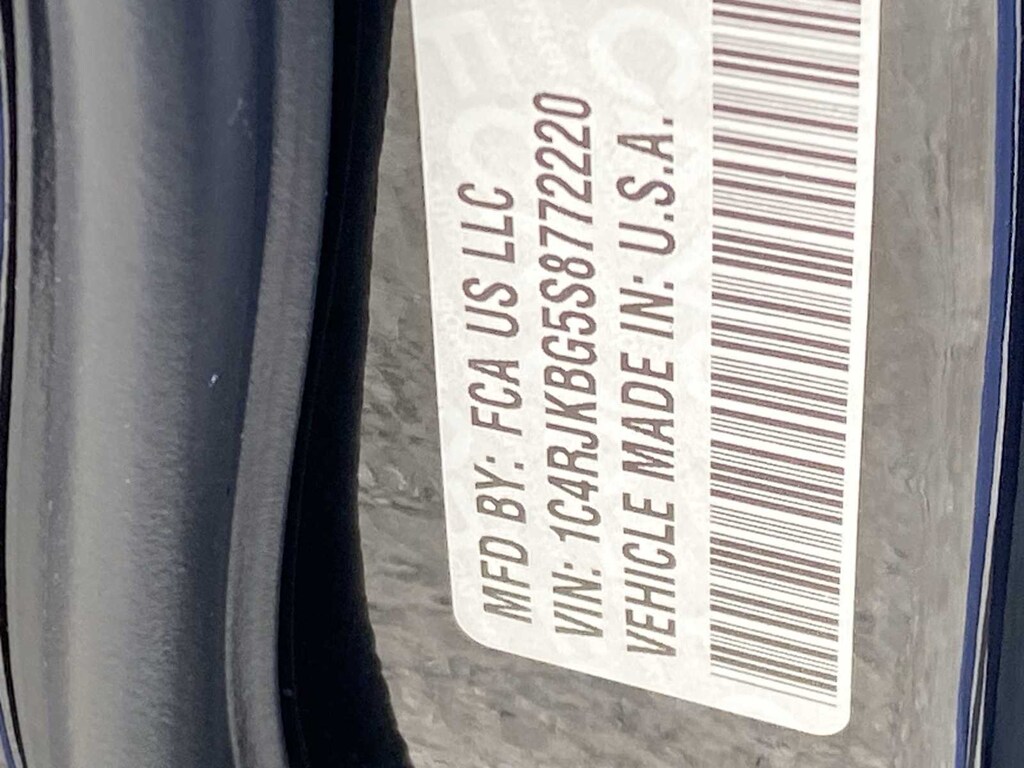 MFD BY: FCA US LLC
VIN: 1C4RJKBG5S8772220
VEHICLE MADE IN: U.S.A.